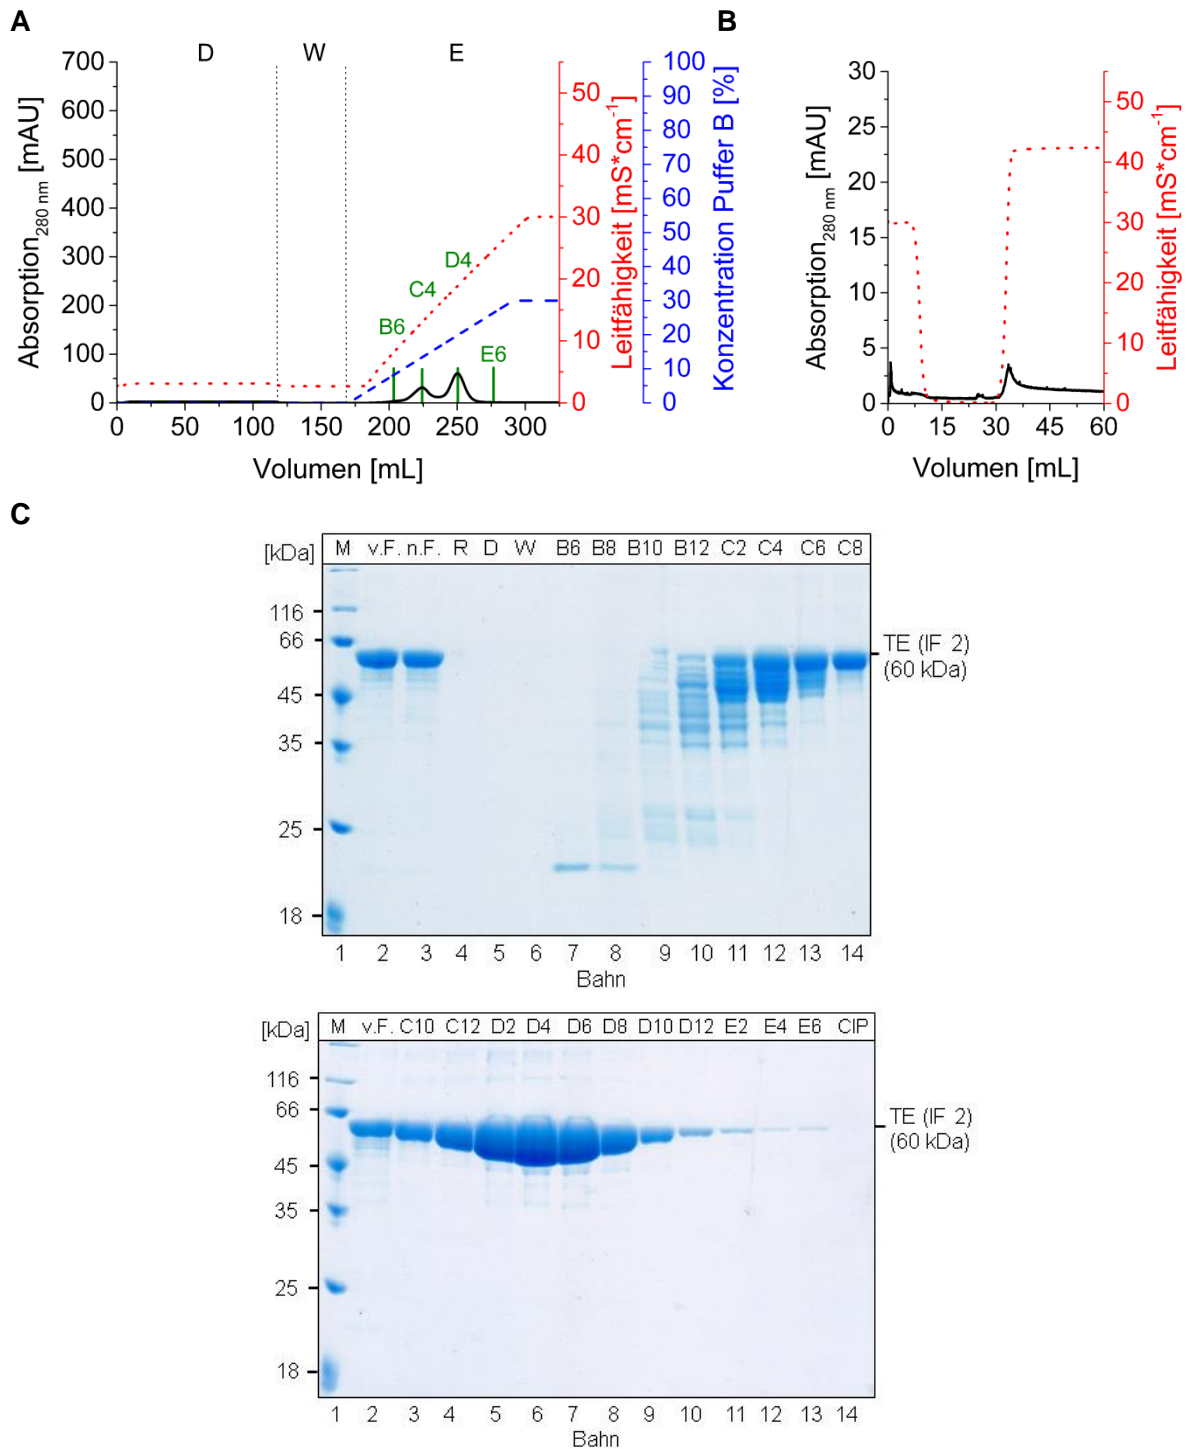 A
D W E
700
600
500
400
300
200
100
0
Absorption280 nm [mAU]
0 50 100 150 200 250 300
Volumen [mL]
B6
C4
D4
E6
50
40
30
20
10
0
Leitfähigkeit [mS*cm-1]
100
90
80
70
60
50
40
30
20
10
0
Konzentration Puffer B [%]
B
30
25
20
15
10
5
0
Absorption280 nm [mAU]
0 15 30 45 60
Volumen [mL]
50
40
30
20
10
0
Leitfähigkeit [mS*cm-1]
C
[kDa] M v.F. n.F. R D W B6 B8 B10 B12 C2 C4 C6 C8
116
66
45
35
25
18
TE (IF 2)
(60 kDa)
1 2 3 4 5 6 7 8 9 10 11 12 13 14
Bahn
[kDa] M v.F. C10 C12 D2 D4 D6 D8 D10 D12 E2 E4 E6 CIP
116
66
45
35
25
18
TE (IF 2)
(60 kDa)
1 2 3 4 5 6 7 8 9 10 11 12 13 14
Bahn